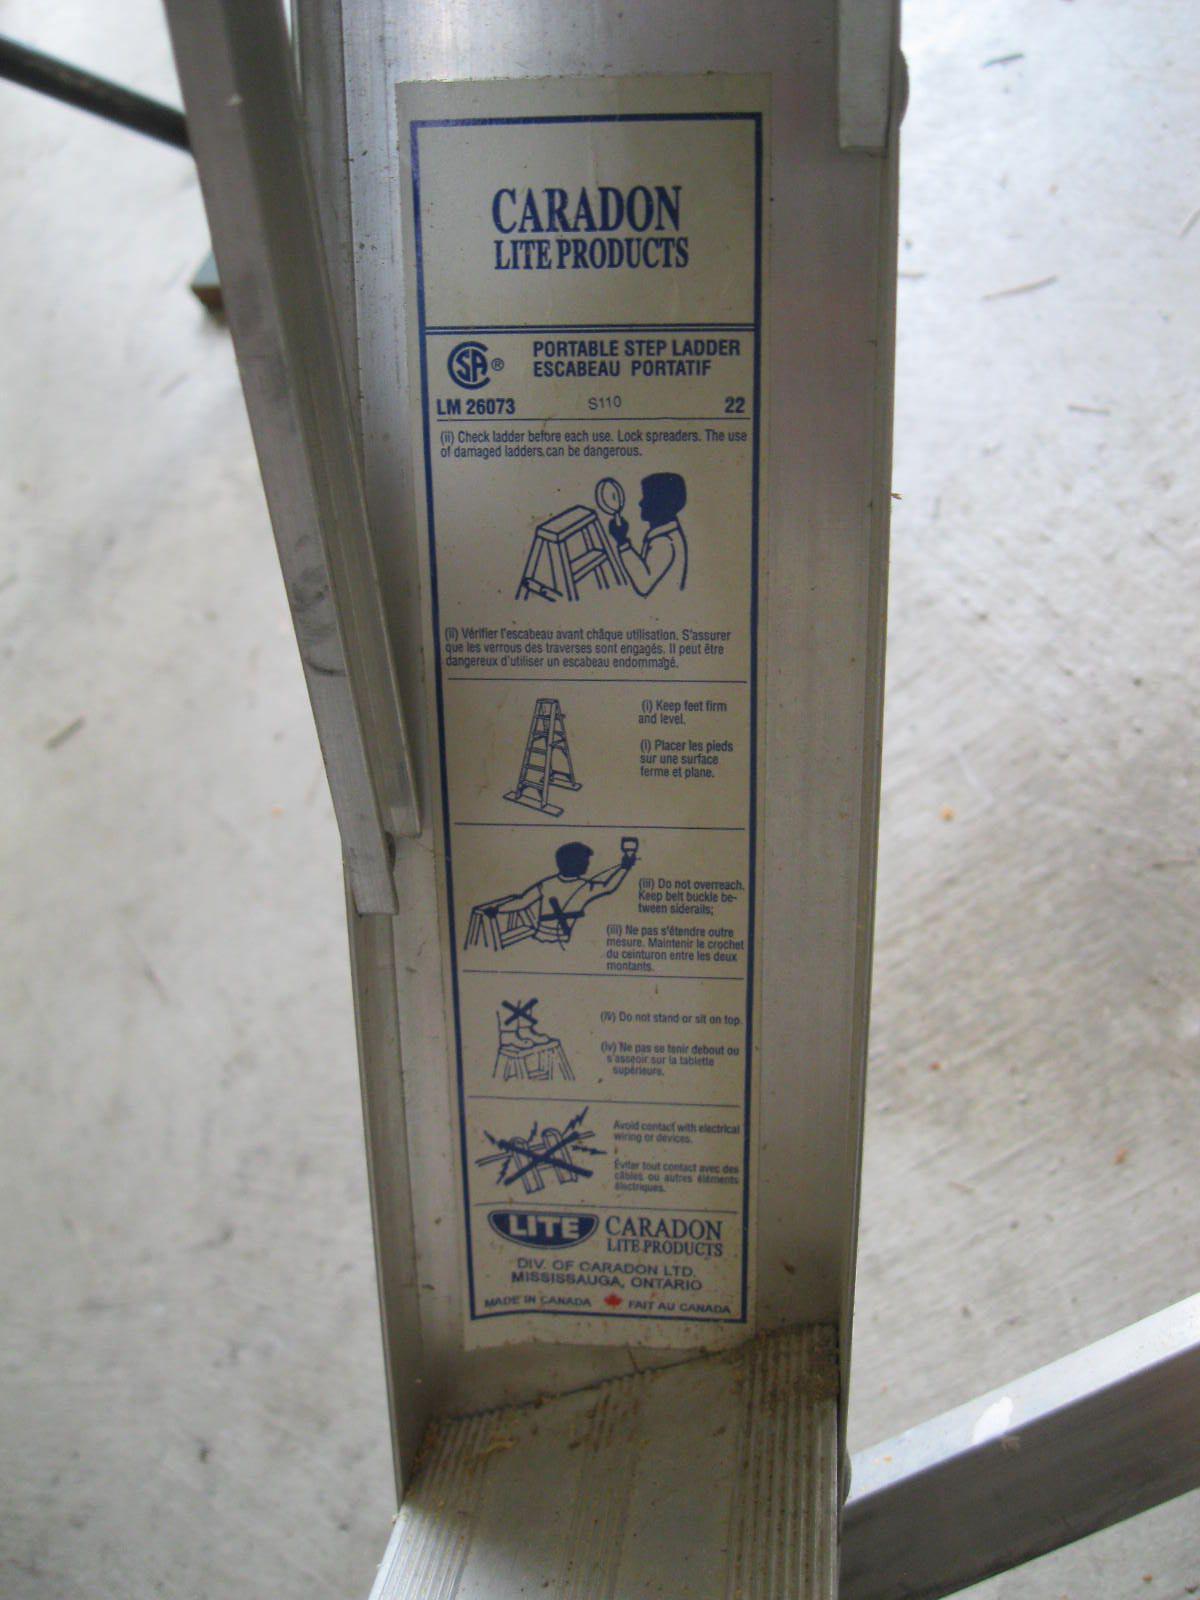 CARADON
LITE PRODUCTS
CSA®
PORTABLE STEP LADDER
ESCABEAU PORTATIF
LM 26073 S110 22
(ii) Check ladder before each use. Lock spreaders. The use
of damaged ladders can be dangerous.
(ii) Vérifier l'escabeau avant châque utilisation. S'assurer
que les verrous des traverses sont engagés. Il peut être
dangereux d'utiliser un escabeau endommagé.
(i) Keep feet firm
and level.
(i) Placer les pieds
sur une surface
ferme et plane.
(iii) Do not overreach.
Keep belt buckle be-
tween siderails;
(iii) Ne pas s'étendre outre
mesure. Maintenir le crochet
du ceinturon entre les deux
montants.
(iv) Do not stand or sit on top.
(iv) Ne pas se tenir debout ou
s'asseoir sur la tablette
supérieure.
Avoid contact with electrical
wiring or devices.
Éviter tout contact avec des
câbles ou autres éléments
électriques.
LITE CARADON
LITE PRODUCTS
DIV. OF CARADON LTD.
MISSISSAUGA, ONTARIO
MADE IN CANADA FAIT AU CANADA